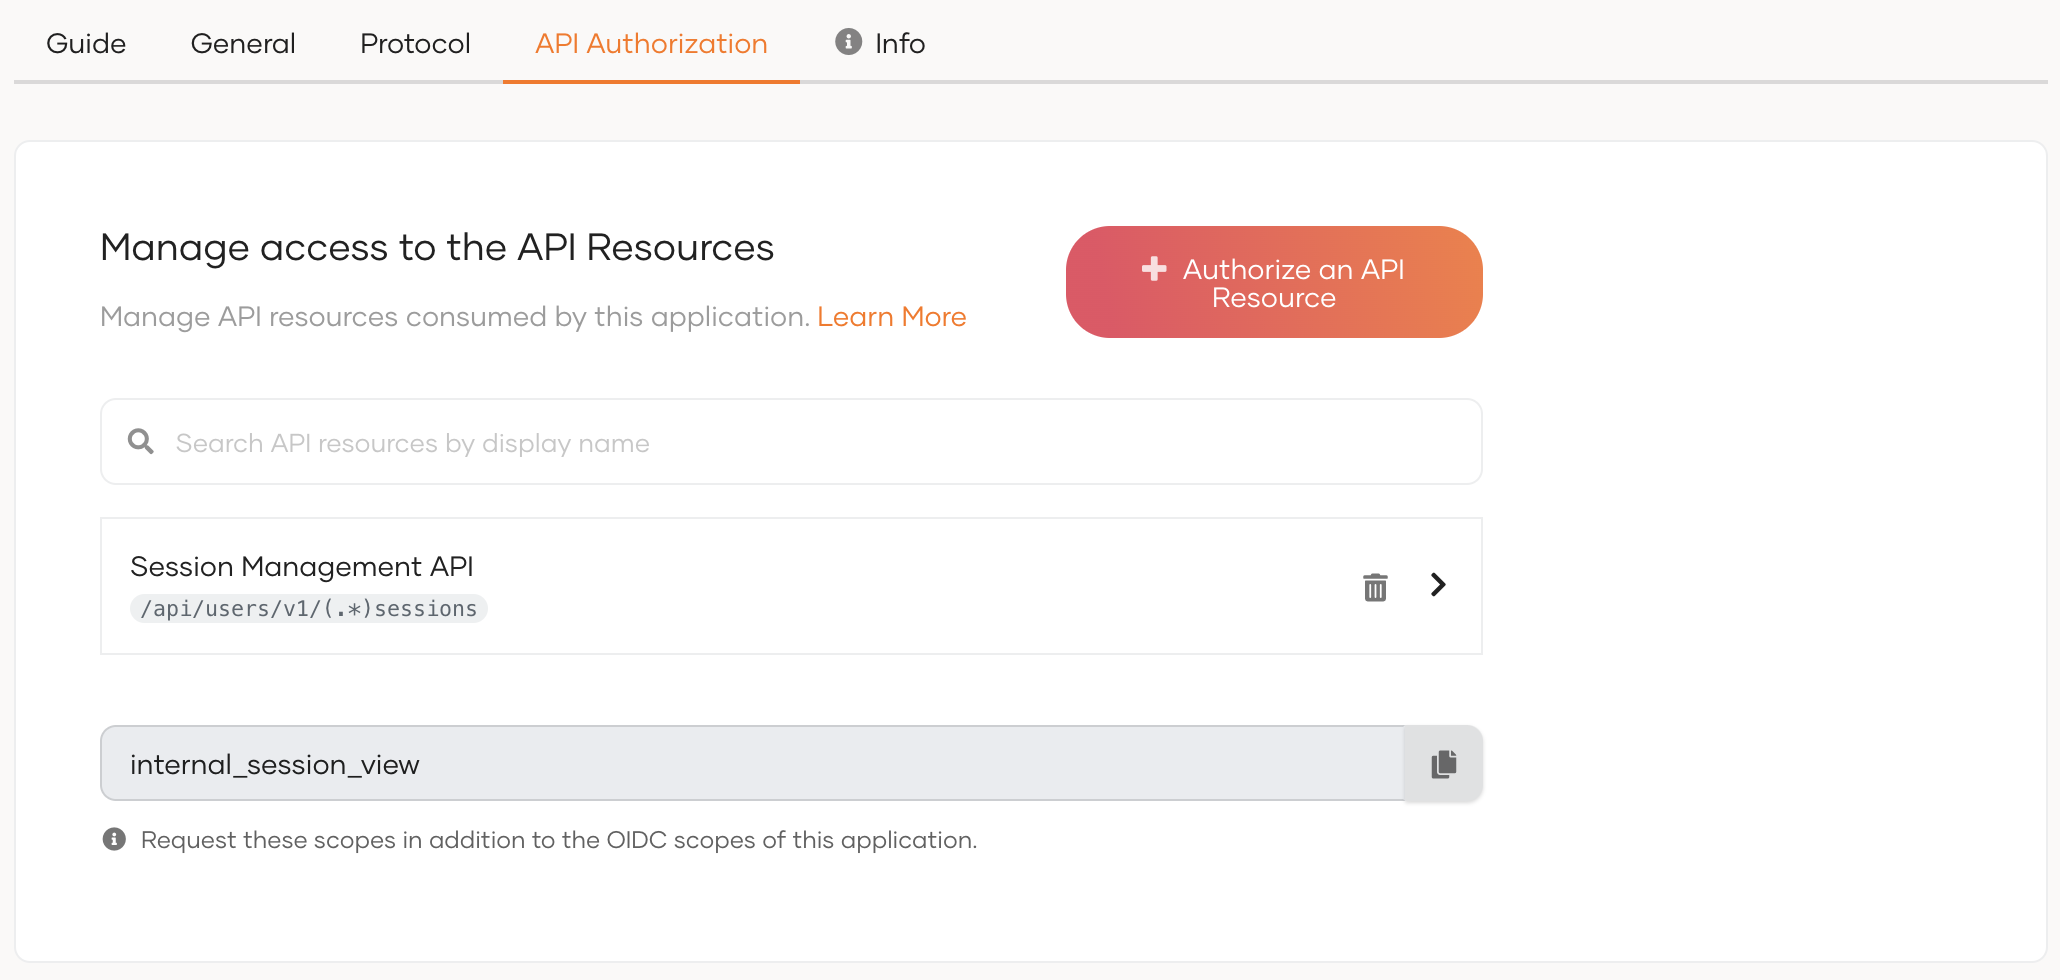 Guide
General
Protocol
API Authorization
Info
Manage access to the API Resources
Manage API resources consumed by this application. Learn More
Authorize an API
Resource
Search API resources by display name
Session Management API
/api/users/v1/(.*)sessions
internal_session_view
Request these scopes in addition to the OIDC scopes of this application.